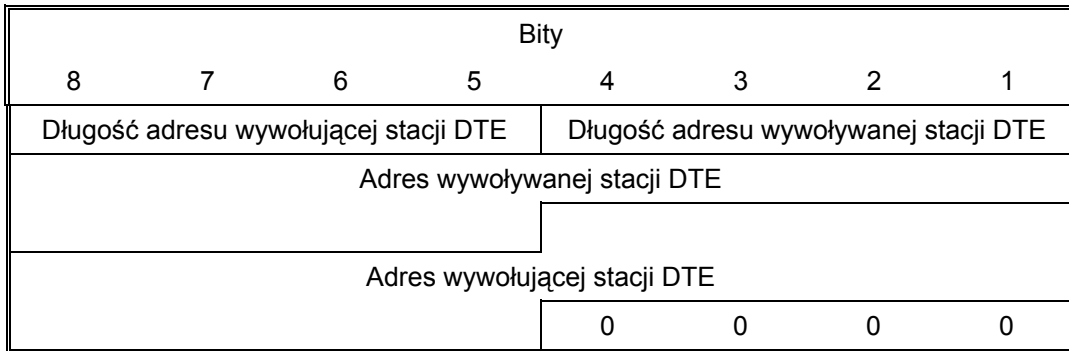 Bity
8 7 6 5 4 3 2 1
Długość adresu wywołującej stacji DTE Długość adresu wywoływanej stacji DTE
Adres wywoływanej stacji DTE
Adres wywołującej stacji DTE
0 0 0 0